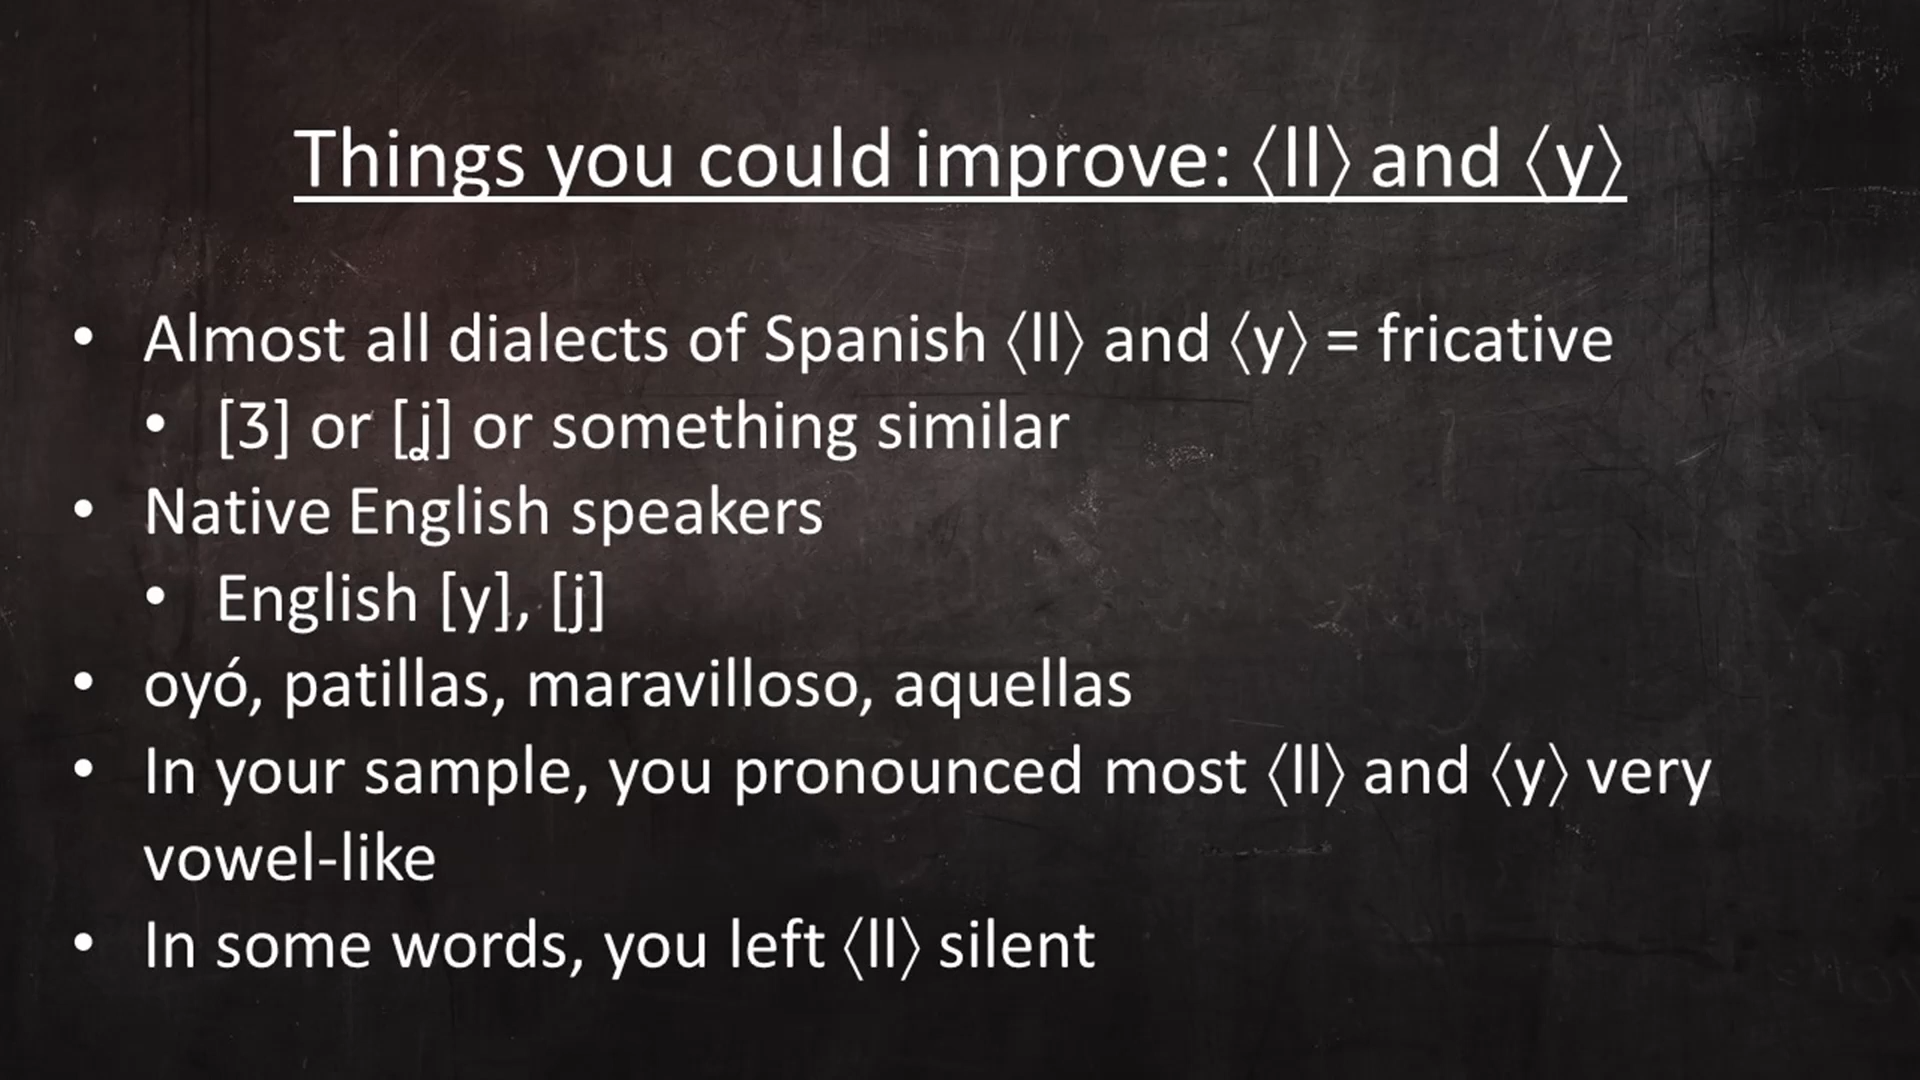 Things you could improve: ⟨ll⟩ and ⟨y⟩
• Almost all dialects of Spanish ⟨ll⟩ and ⟨y⟩ = fricative
• [ʒ] or [ʝ] or something similar
• Native English speakers
• English [y], [j]
• oyó, patillas, maravilloso, aquellas
• In your sample, you pronounced most ⟨ll⟩ and ⟨y⟩ very
vowel-like
• In some words, you left ⟨ll⟩ silent